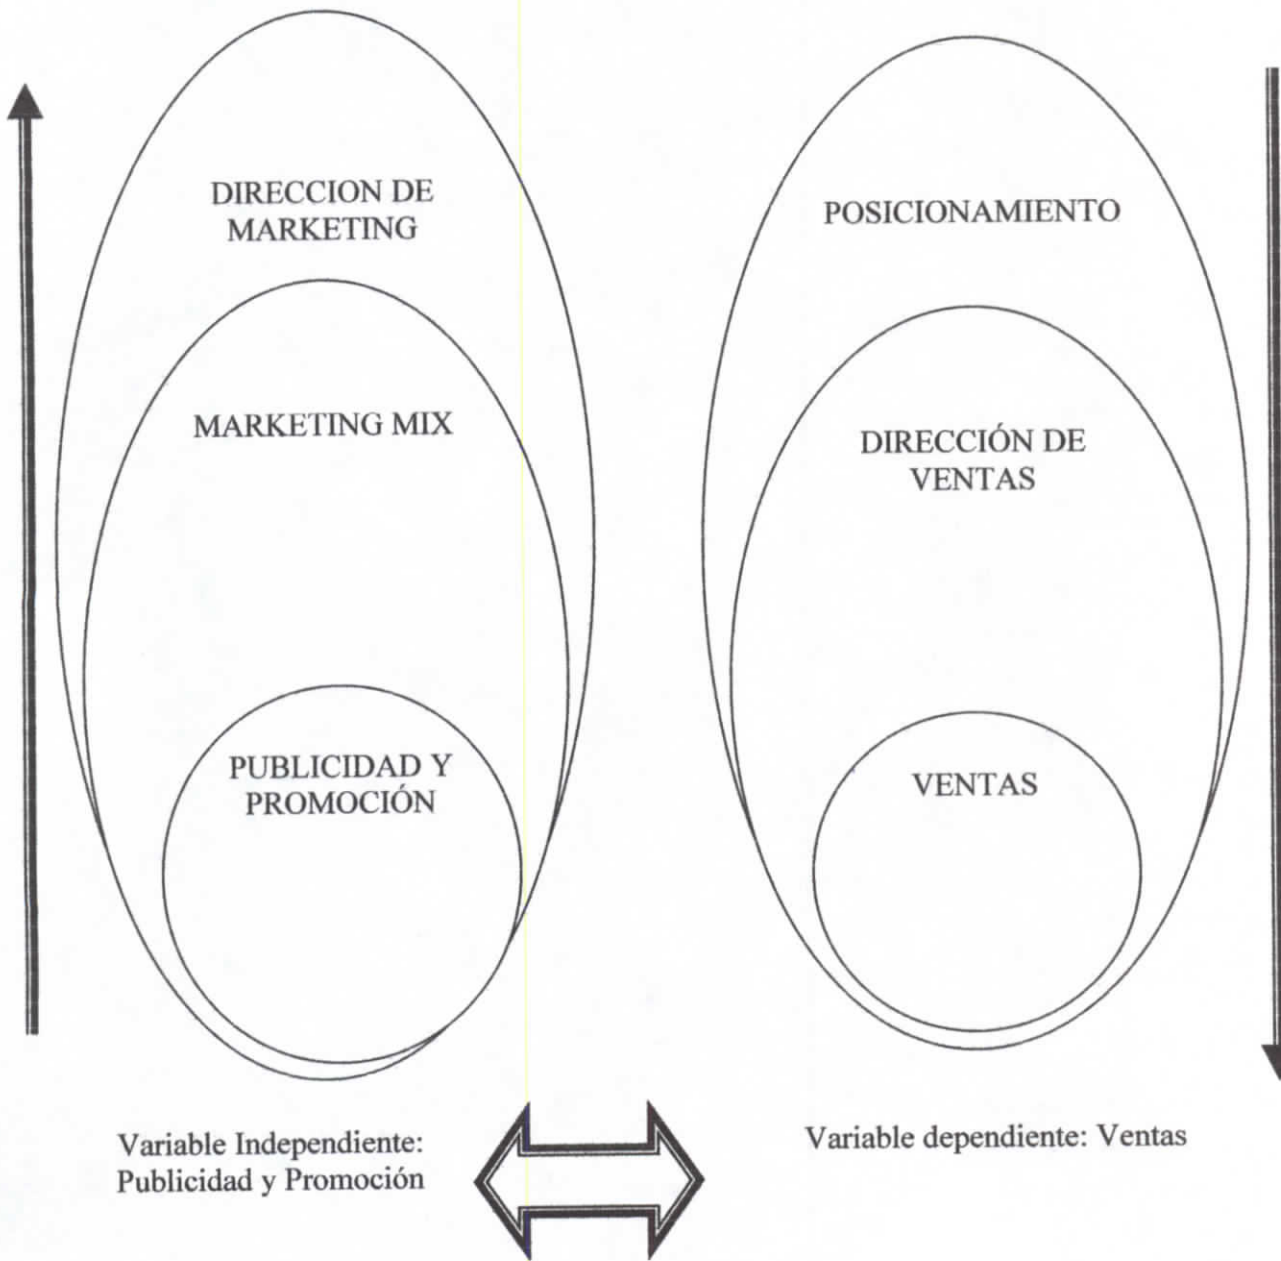 DIRECCION DE
MARKETING
MARKETING MIX
PUBLICIDAD Y
PROMOCIÓN
POSICIONAMIENTO
DIRECCIÓN DE
VENTAS
VENTAS
Variable Independiente:
Publicidad y Promoción
Variable dependiente: Ventas